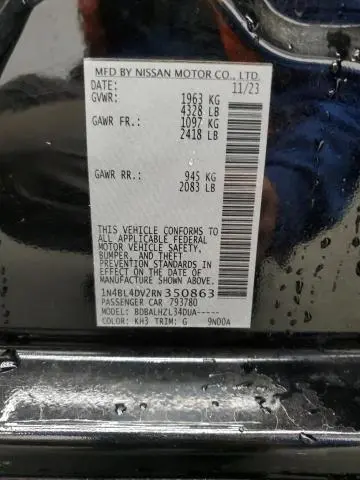 MFD BY NISSAN MOTOR CO., LTD.
DATE: 11/23
GVWR: 1963 KG
4328 LB
GAWR FR.: 1097 KG
2418 LB
GAWR RR.: 945 KG
2083 LB
THIS VEHICLE CONFORMS TO
ALL APPLICABLE FEDERAL
MOTOR VEHICLE SAFETY,
BUMPER, AND THEFT
PREVENTION STANDARDS IN
EFFECT ON THE DATE OF
MANUFACTURE SHOWN ABOVE.
1N4BL4DV2RN350863
PASSENGER CAR 793780
MODEL: BDBALHZL34DUA-----
COLOR: KH3 TRIM: G 9N00A